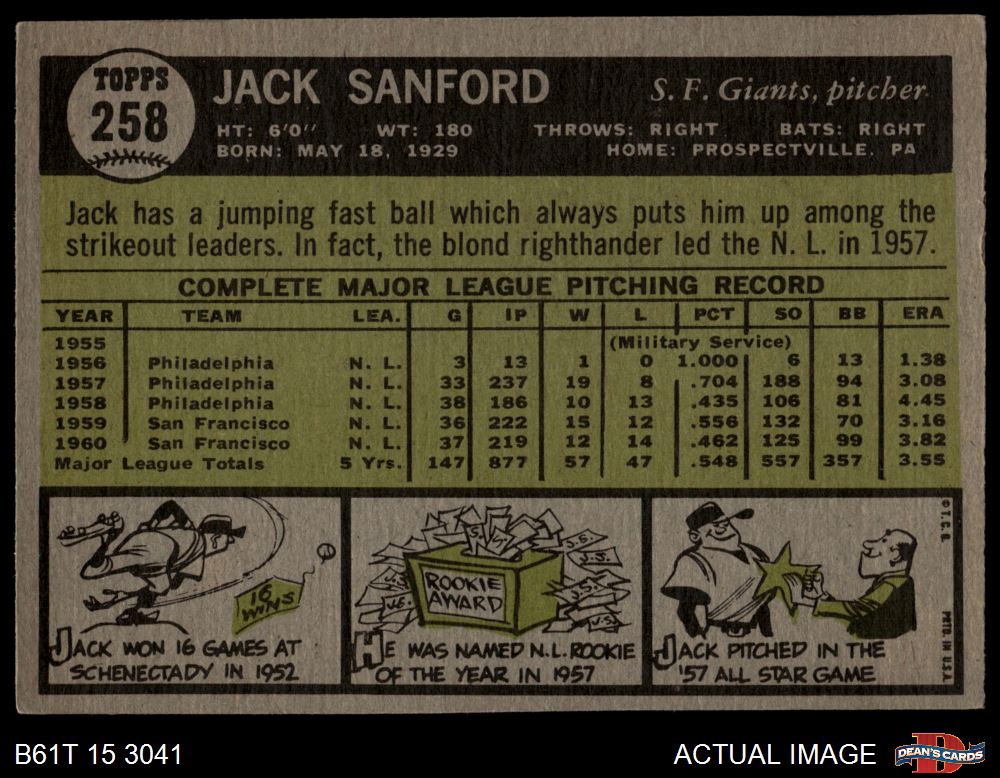 TOPPS
258
JACK SANFORD
S. F. Giants, pitcher
HT: 6'0" WT: 180 THROWS: RIGHT BATS: RIGHT
BORN: MAY 18, 1929 HOME: PROSPECTVILLE. PA
Jack has a jumping fast ball which always puts him up among the
strikeout leaders. In fact, the blond righthander led the N. L. in 1957.
COMPLETE MAJOR LEAGUE PITCHING RECORD
YEAR TEAM LEA. G IP W L PCT SO BB ERA
1955 (Military Service)
1956 Philadelphia N. L. 3 13 1 0 1.000 6 13 1.38
1957 Philadelphia N. L. 33 237 19 8 .704 188 94 3.08
1958 Philadelphia N. L. 38 186 10 13 .435 106 81 4.45
1959 San Francisco N. L. 36 222 15 12 .556 132 70 3.16
1960 San Francisco N. L. 37 219 12 14 .462 125 99 3.82
Major League Totals 5 Yrs. 147 877 57 47 .548 557 357 3.55
16
WINS
JACK WON 16 GAMES AT
SCHENECTADY IN 1952
J.S.
J.S.
J.S.
J.S.
ROOKIE
AWARD
HE WAS NAMED N.L. ROOKIE
OF THE YEAR IN 1957
JACK PITCHED IN THE
'57 ALL STAR GAME
© T. C. G.
PRTD. IN U.S.A.
B61T 15 3041
ACTUAL IMAGE
D
DEAN'S CARDS